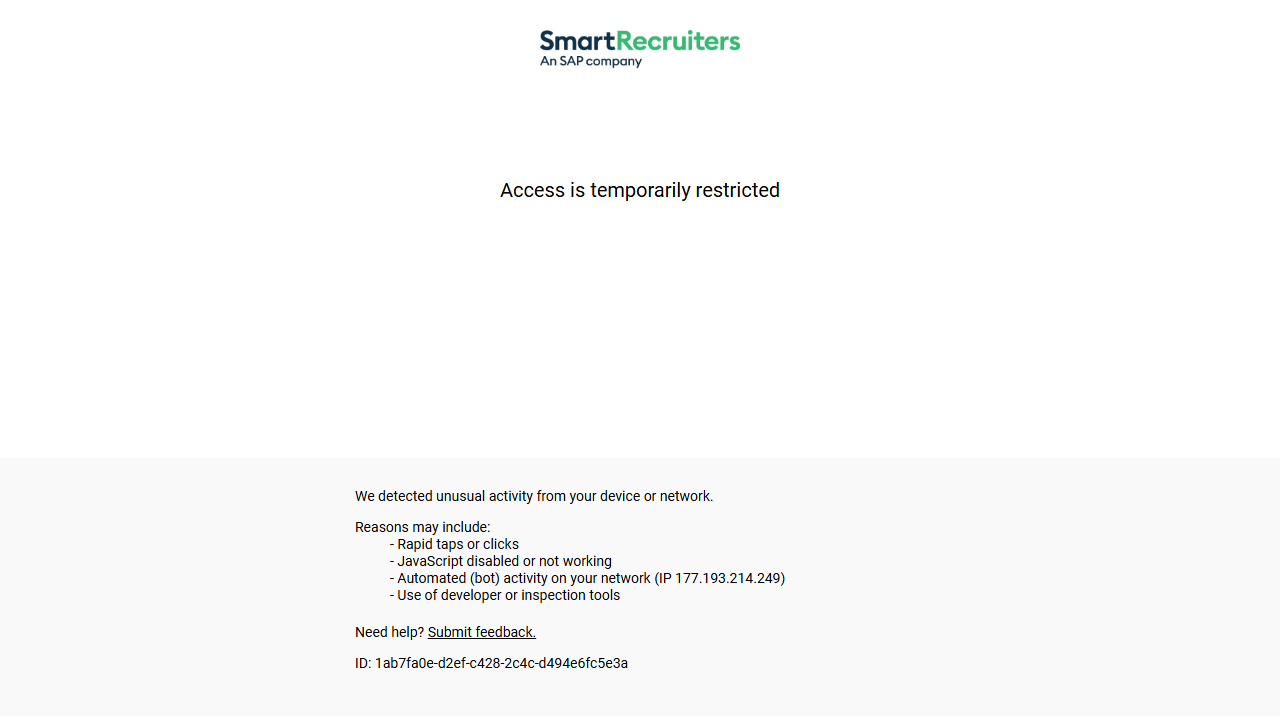 SmartRecruiters
An SAP company
Access is temporarily restricted
We detected unusual activity from your device or network.
Reasons may include:
- Rapid taps or clicks
- JavaScript disabled or not working
- Automated (bot) activity on your network (IP 177.193.214.249)
- Use of developer or inspection tools
Need help? Submit feedback.
ID: 1ab7fa0e-d2ef-c428-2c4c-d494e6fc5e3a